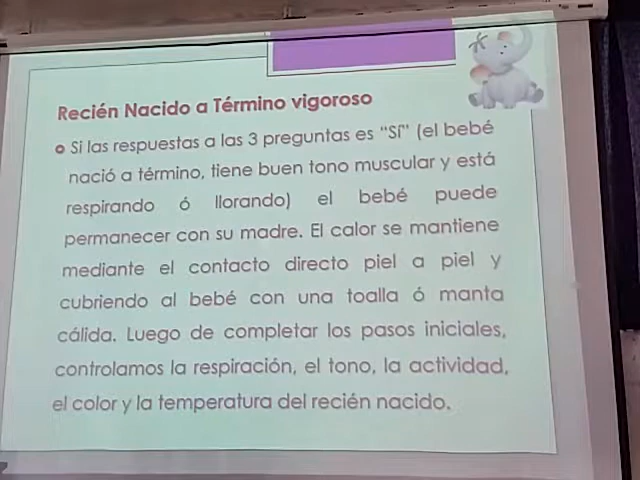 Recién Nacido a Término vigoroso
Si las respuestas a las 3 preguntas es "Sí" (el bebé
nació a término, tiene buen tono muscular y está
respirando ó llorando) el bebé puede
permanecer con su madre. El calor se mantiene
mediante el contacto directo piel a piel y
cubriendo al bebé con una toalla ó manta
cálida. Luego de completar los pasos iniciales,
controlamos la respiración, el tono, la actividad,
el color y la temperatura del recién nacido.